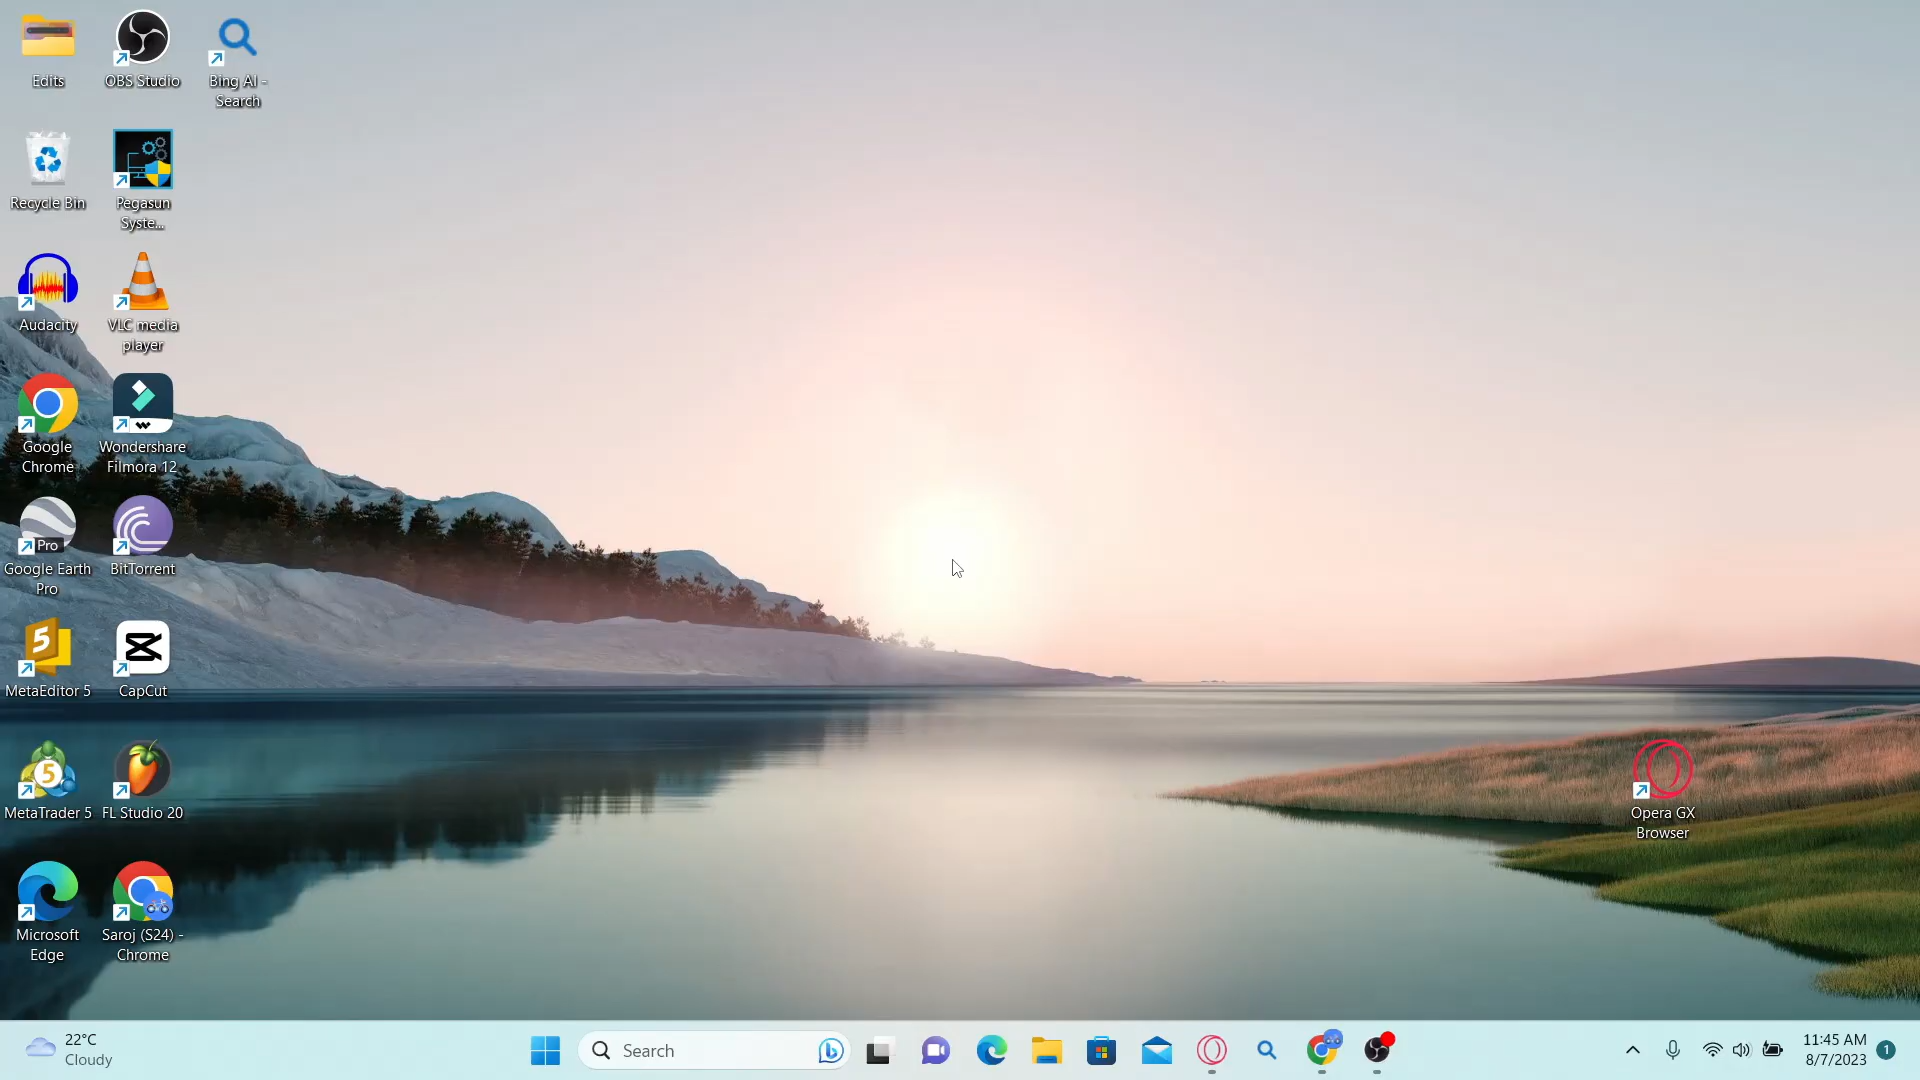 Edits
OBS Studio
Bing AI -
Search
Recycle Bin
Pegasun
Syste...
Audacity
VLC media
player
Google
Chrome
Wondershare
Filmora 12
Pro
Google Earth
Pro
BitTorrent
5
MetaEditor 5
CapCut
5
MetaTrader 5
FL Studio 20
Opera GX
Browser
Microsoft
Edge
Saroj (S24) -
Chrome
22°C
Cloudy
Search
11:45 AM
8/7/2023
1